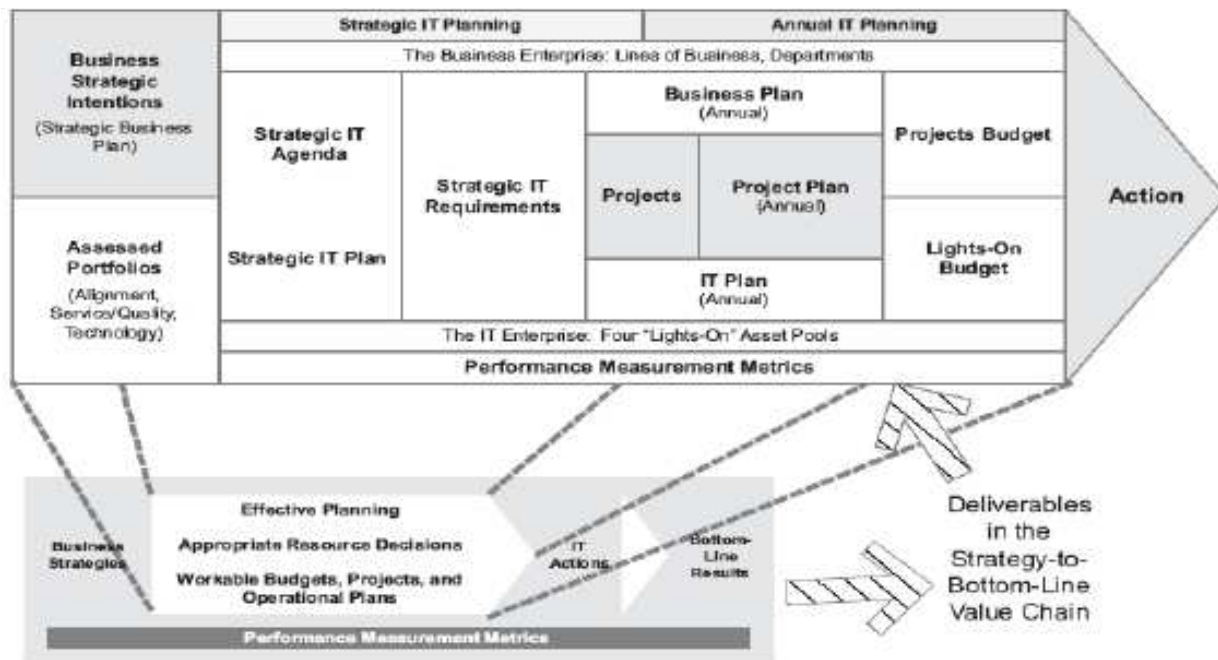 Strategic IT Planning
Annual IT Planning
The Business Enterprise: Lines of Business, Departments
Business
Strategic
Intentions
(Strategic Business
Plan)
Assessed
Portfolios
(Alignment,
Service/Quality,
Technology)
Strategic IT
Agenda
Strategic IT Plan
Strategic IT
Requirements
Business Plan
(Annual)
Projects
Project Plan
(Annual)
IT Plan
(Annual)
Projects Budget
Lights-On
Budget
Action
The IT Enterprise: Four "Lights-On" Asset Pools
Performance Measurement Metrics
Business
Strategies
Effective Planning
Appropriate Resource Decisions
Workable Budgets, Projects, and
Operational Plans
IT
Actions
Bottom-
Line
Results
Performance Measurement Metrics
Deliverables
in the
Strategy-to-
Bottom-Line
Value Chain